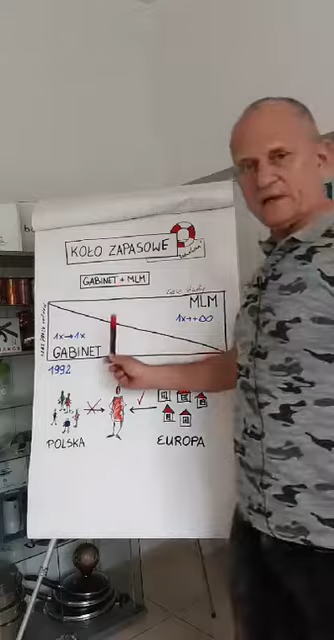 KOŁO ZAPASOWE
GABINET + MLM
MLM
1x→+∞
1x→1x
GABINET
1992
POLSKA
EUROPA